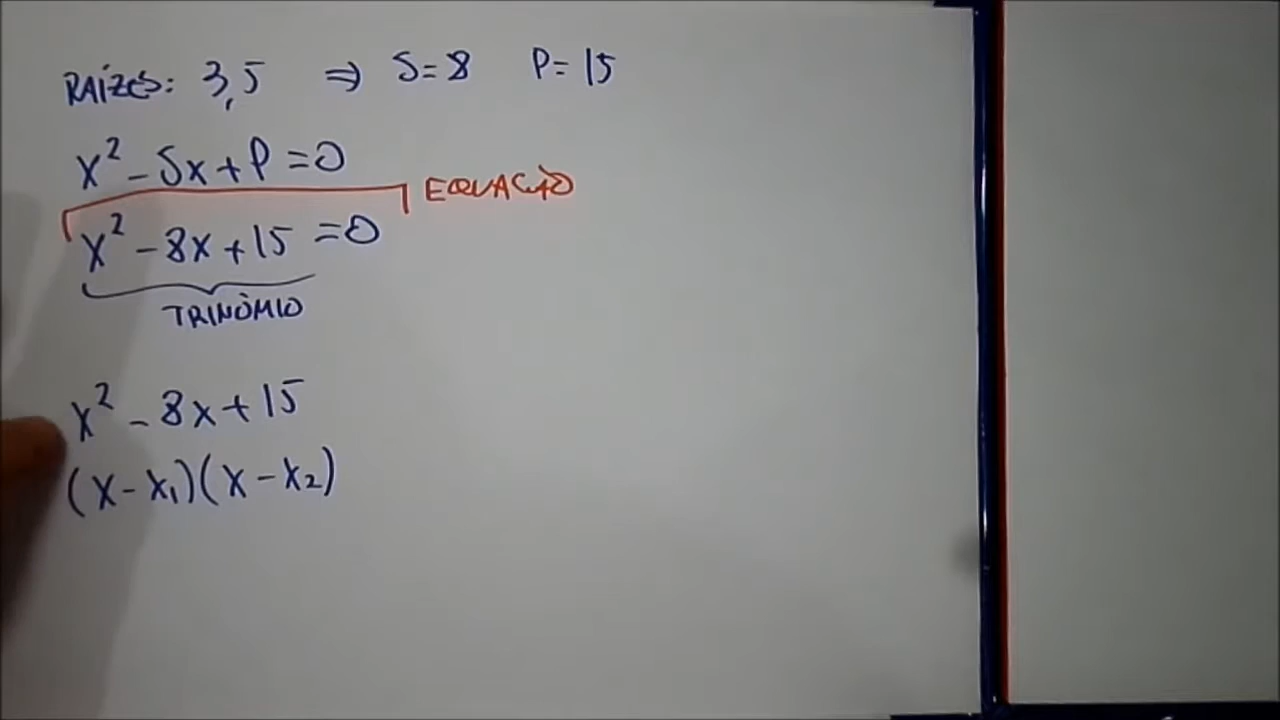 RAÍZES: 3,5 ⇒ S=8 P=15
x² - Sx + P = 0
EQUAÇÃO
x² - 8x + 15 = 0
TRINÔMIO
x² - 8x + 15
(x - x₁)(x - x₂)